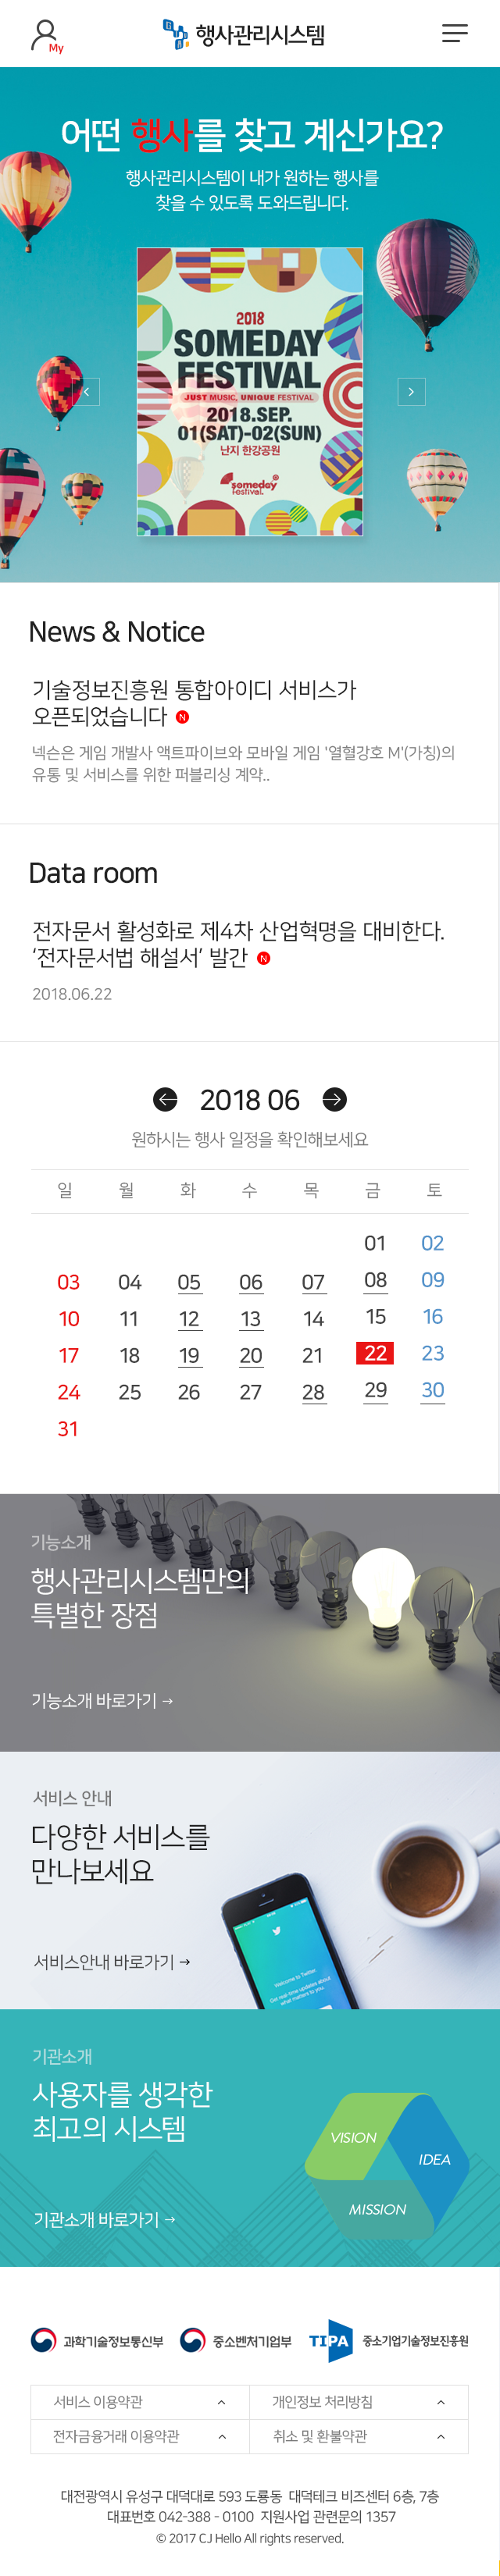 My
행사관리시스템
어떤 행사를 찾고 계신가요?
행사관리시스템이 내가 원하는 행사를
찾을 수 있도록 도와드립니다.
2018
SOMEDAY
FESTIVAL
JUST MUSIC, UNIQUE FESTIVAL
2018.SEP.
01(SAT)-02(SUN)
난지 한강공원
someday
festival.
News & Notice
기술정보진흥원 통합아이디 서비스가
오픈되었습니다 N
넥슨은 게임 개발사 액트파이브와 모바일 게임 '열혈강호 M'(가칭)의
유통 및 서비스를 위한 퍼블리싱 계약..
Data room
전자문서 활성화로 제4차 산업혁명을 대비한다.
‘전자문서법 해설서’ 발간 N
2018.06.22
← 2018 06 →
원하시는 행사 일정을 확인해보세요
일 월 화 수 목 금 토
01 02
03 04 05 06 07 08 09
10 11 12 13 14 15 16
17 18 19 20 21 22 23
24 25 26 27 28 29 30
31
기능소개
행사관리시스템만의
특별한 장점
기능소개 바로가기 →
서비스 안내
다양한 서비스를
만나보세요
Welcome to Twitter.
Get real-time updates about
what matters to you
서비스안내 바로가기 →
기관소개
사용자를 생각한
최고의 시스템
VISION
IDEA
MISSION
기관소개 바로가기 →
과학기술정보통신부 중소벤처기업부 TIPA 중소기업기술정보진흥원
서비스 이용약관 개인정보 처리방침
전자금융거래 이용약관 취소 및 환불약관
대전광역시 유성구 대덕대로 593 도룡동 대덕테크 비즈센터 6층, 7층
대표번호 042-388 - 0100 지원사업 관련문의 1357
© 2017 CJ Hello All rights reserved.